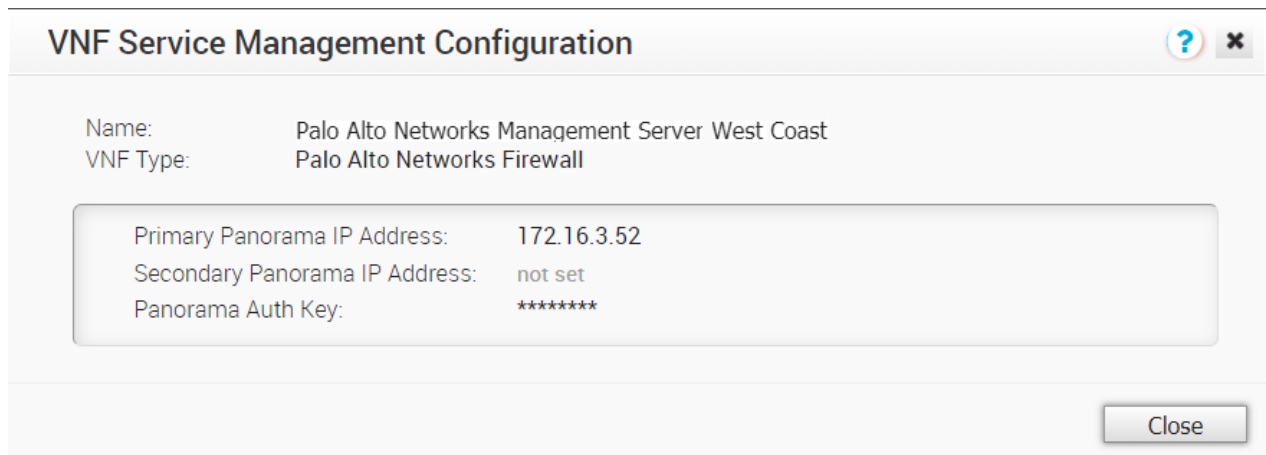 VNF Service Management Configuration ? ×
Name: Palo Alto Networks Management Server West Coast
VNF Type: Palo Alto Networks Firewall
Primary Panorama IP Address: 172.16.3.52
Secondary Panorama IP Address: not set
Panorama Auth Key: ********
Close